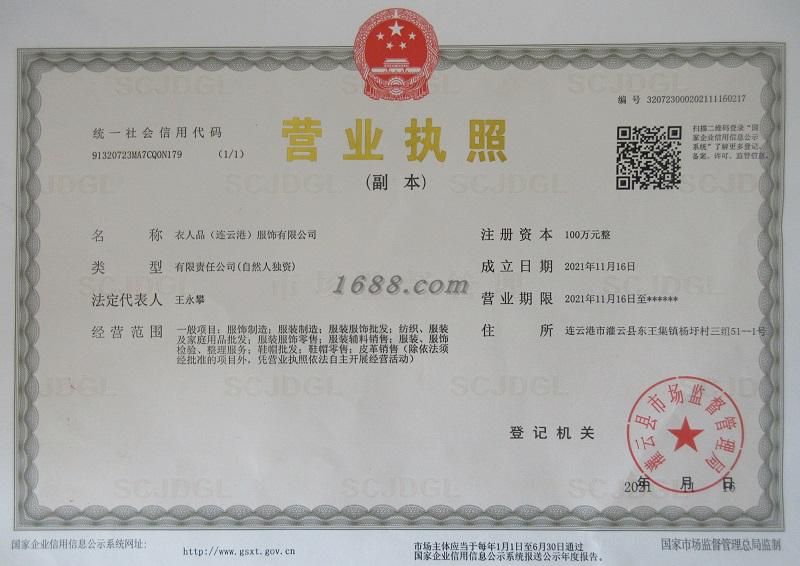 编 号 320723000202111160217
统一社会信用代码
91320723MA7CQ0N179 (1/1)
营业执照
(副 本)
扫描二维码登录“国
家企业信用信息公示
系统”了解更多登记、
备案、许可、监管信息。
名 称 衣人品（连云港）服饰有限公司
类 型 有限责任公司(自然人独资)
法定代表人 王永攀
经营范围 一般项目：服饰制造；服装制造；服装服饰批发；纺织、服装
及家庭用品批发；服装服饰零售；服装辅料销售；服装、服饰
检验、整理服务；鞋帽批发；鞋帽零售；皮革销售（除依法须
经批准的项目外，凭营业执照依法自主开展经营活动）
注册资本 100万元整
成立日期 2021年11月16日
营业期限 2021年11月16日至******
住 所 连云港市灌云县东王集镇杨圩村三组51--1号
1688.com
登记机关
灌云县市场监督管理局
2021 年 11 月 16 日
国家企业信用信息公示系统网址：
http://www.gsxt.gov.cn
市场主体应当于每年1月1日至6月30日通过
国家企业信用信息公示系统报送公示年度报告。
国家市场监督管理总局监制
SCJDGL
SCJDGL
SCJDGL
SCJDGL
SCJDGL
SCJDGL